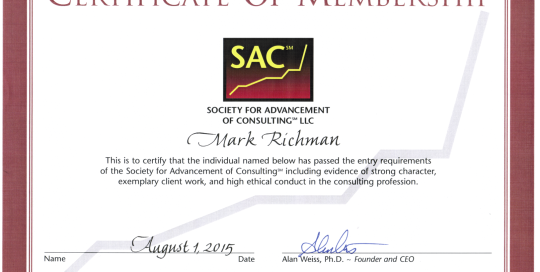 CERTIFICATE OF MEMBERSHIP
SAC℠
SOCIETY FOR ADVANCEMENT
OF CONSULTING℠ LLC
Mark Richman
This is to certify that the individual named below has passed the entry requirements
of the Society for Advancement of Consulting℠ including evidence of strong character,
exemplary client work, and high ethical conduct in the consulting profession.
August 1, 2015
Name Date Alan Weiss, Ph.D. – Founder and CEO